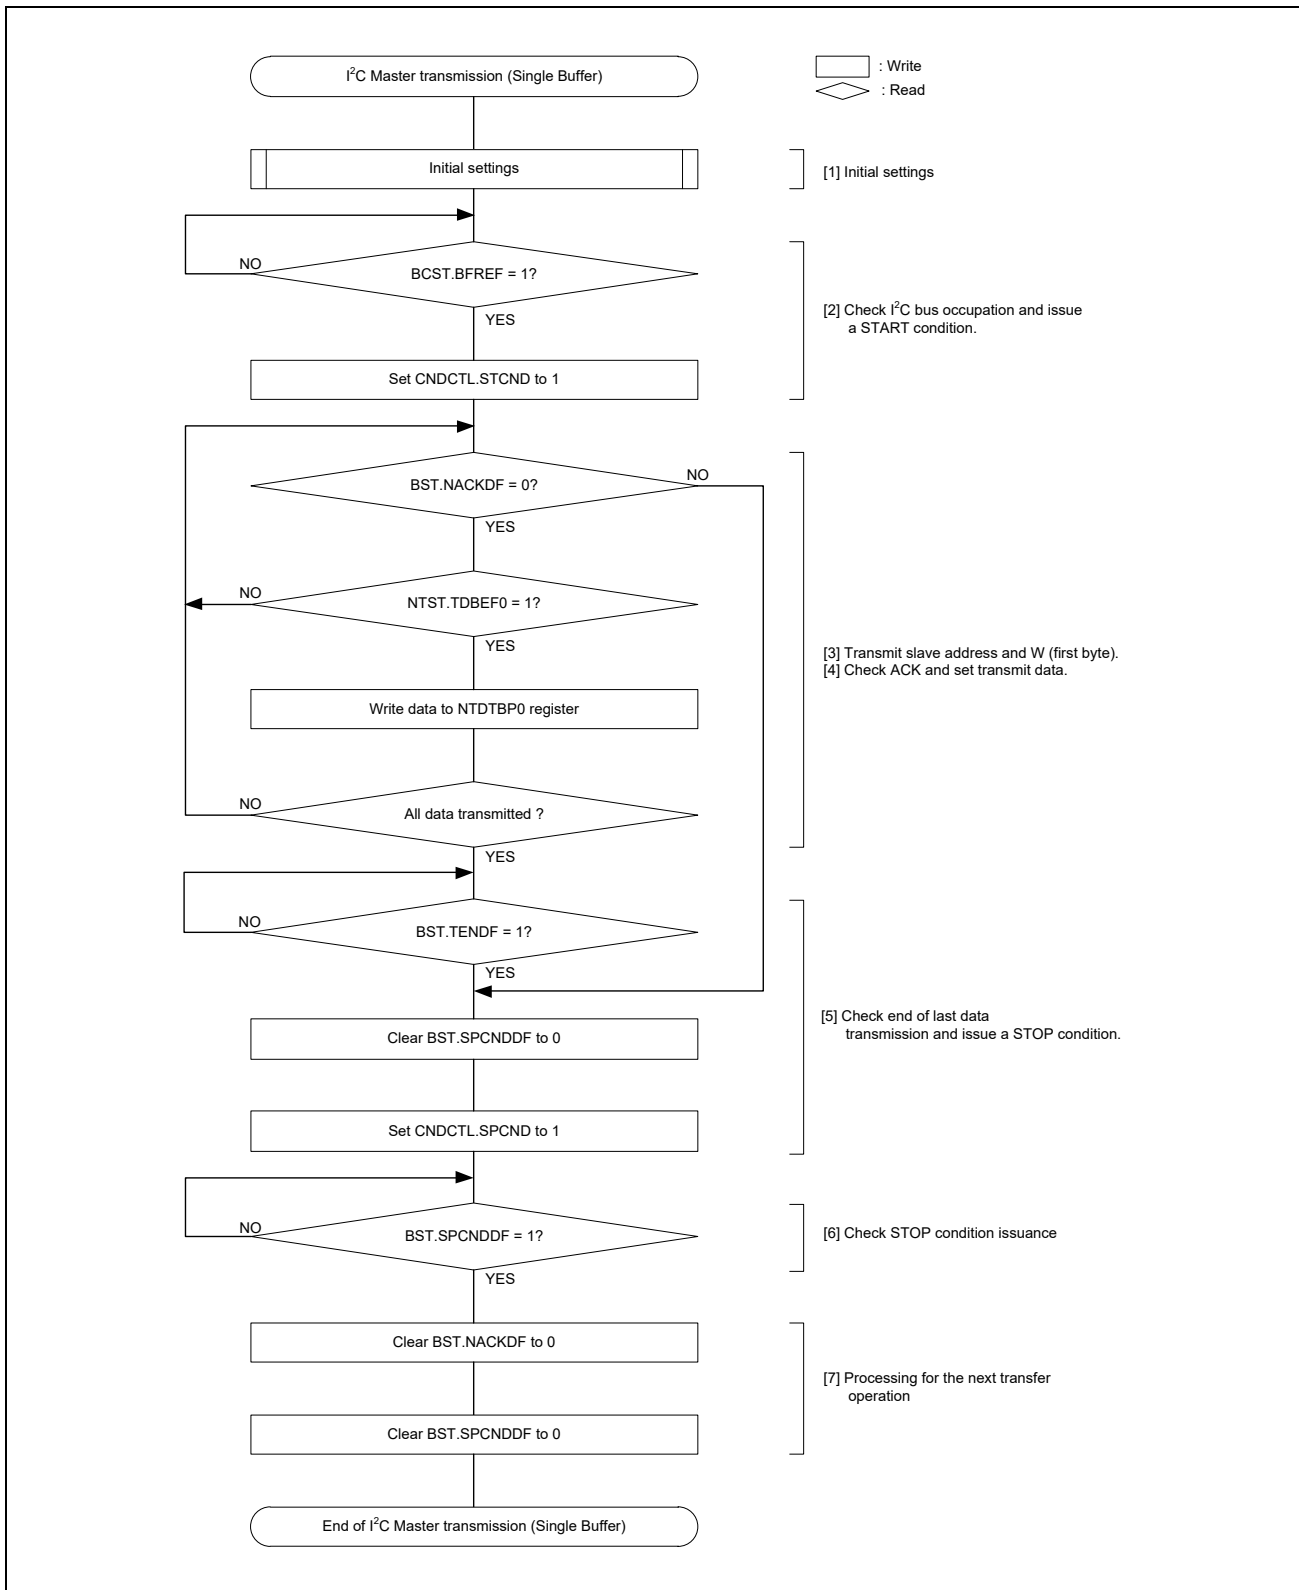 I²C Master transmission (Single Buffer)
: Write
: Read
Initial settings
[1] Initial settings
NO
BCST.BFREF = 1?
YES
[2] Check I²C bus occupation and issue
a START condition.
Set CNDCTL.STCND to 1
BST.NACKDF = 0?
NO
YES
NO
NTST.TDBEF0 = 1?
YES
[3] Transmit slave address and W (first byte).
[4] Check ACK and set transmit data.
Write data to NTDTBP0 register
NO
All data transmitted ?
YES
NO
BST.TENDF = 1?
YES
[5] Check end of last data
transmission and issue a STOP condition.
Clear BST.SPCNDDF to 0
Set CNDCTL.SPCND to 1
NO
BST.SPCNDDF = 1?
YES
[6] Check STOP condition issuance
Clear BST.NACKDF to 0
[7] Processing for the next transfer
operation
Clear BST.SPCNDDF to 0
End of I²C Master transmission (Single Buffer)